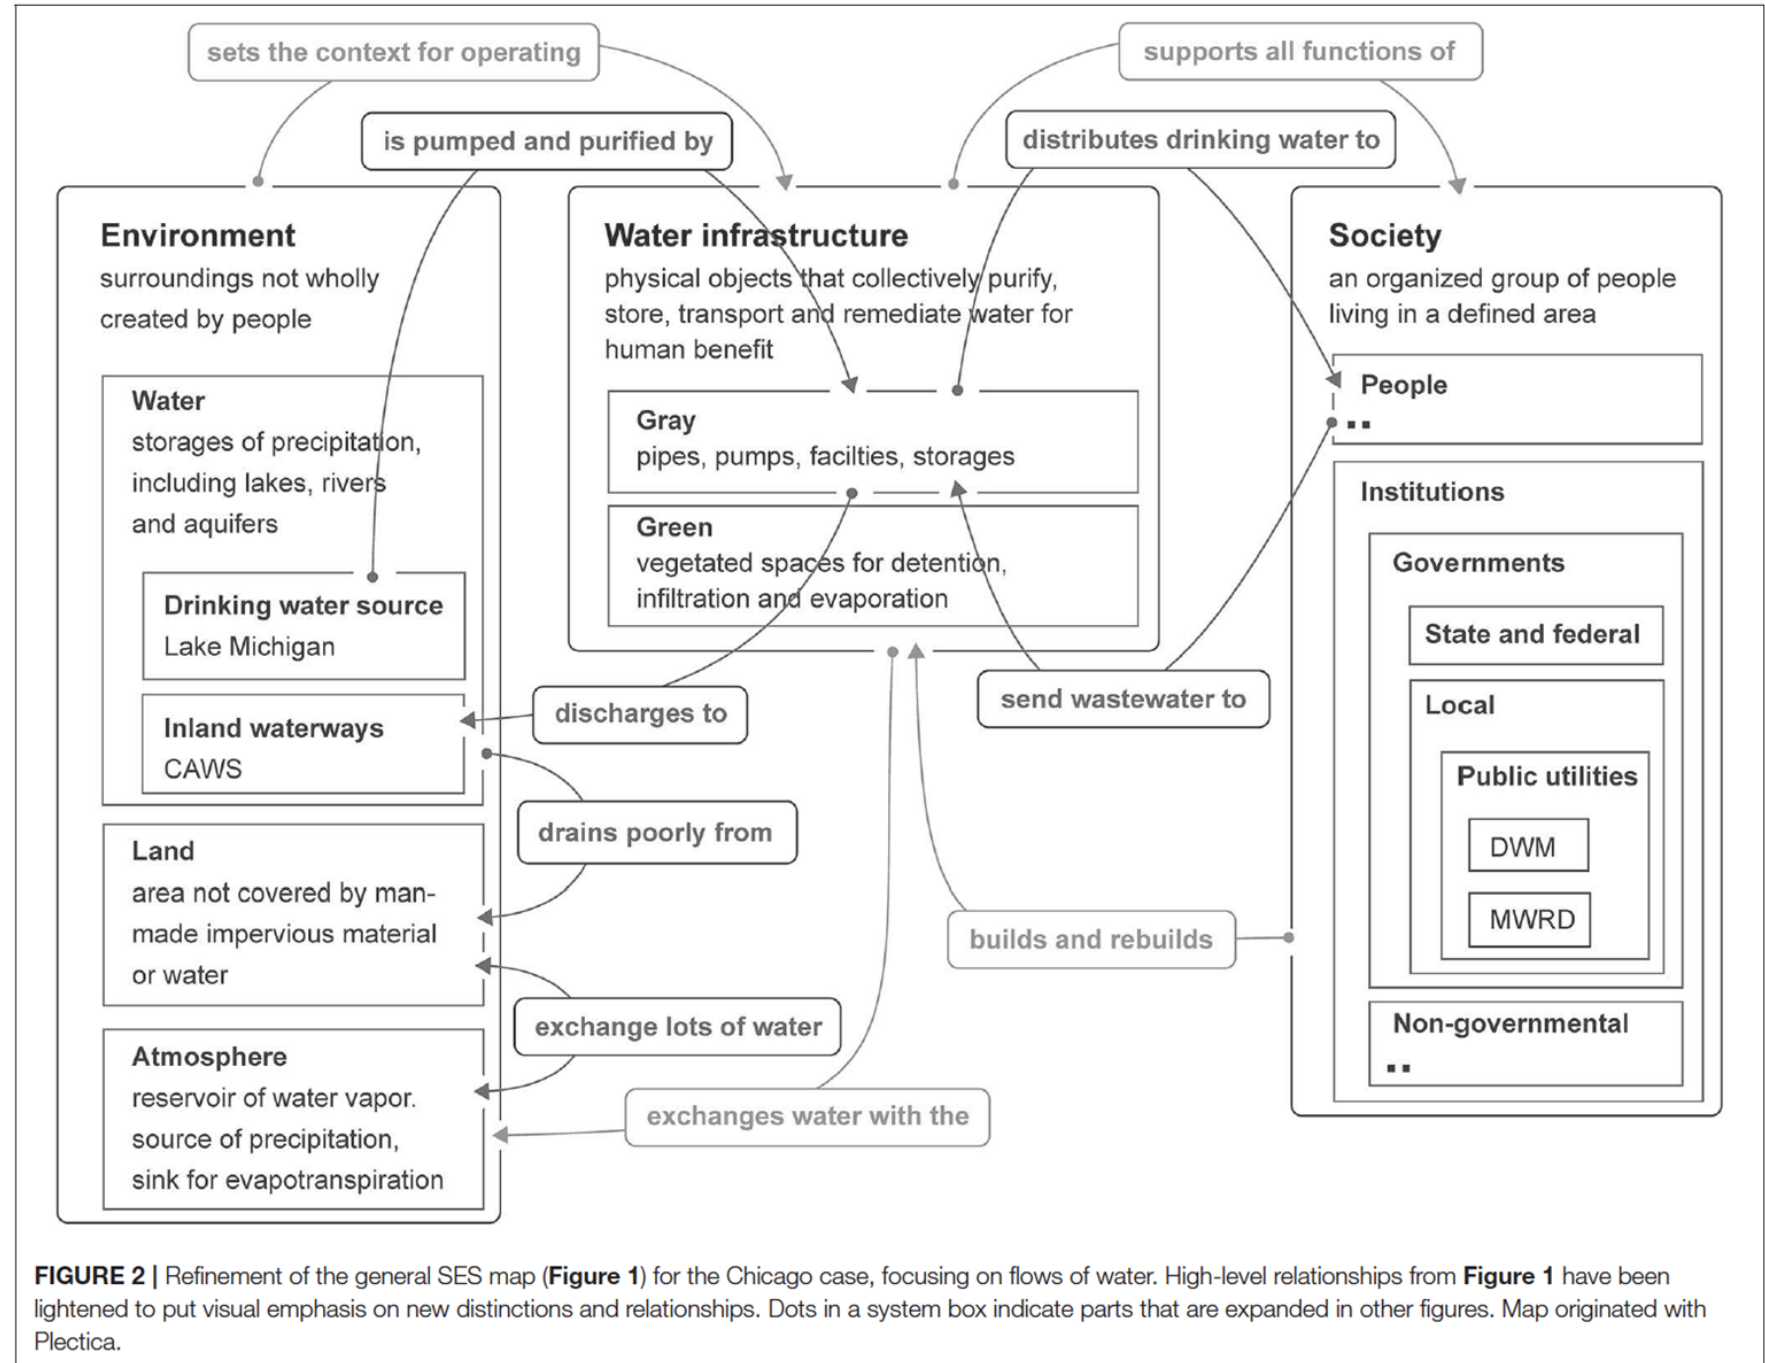 sets the context for operating
supports all functions of
is pumped and purified by
distributes drinking water to
Environment
surroundings not wholly
created by people
Water
storages of precipitation,
including lakes, rivers
and aquifers
Drinking water source
Lake Michigan
Inland waterways
CAWS
Land
area not covered by man-
made impervious material
or water
Atmosphere
reservoir of water vapor.
source of precipitation,
sink for evapotranspiration
Water infrastructure
physical objects that collectively purify,
store, transport and remediate water for
human benefit
Gray
pipes, pumps, facilties, storages
Green
vegetated spaces for detention,
infiltration and evaporation
discharges to
send wastewater to
drains poorly from
builds and rebuilds
exchange lots of water
exchanges water with the
Society
an organized group of people
living in a defined area
People
Institutions
Governments
State and federal
Local
Public utilities
DWM
MWRD
Non-governmental
FIGURE 2 | Refinement of the general SES map (Figure 1) for the Chicago case, focusing on flows of water. High-level relationships from Figure 1 have been
lightened to put visual emphasis on new distinctions and relationships. Dots in a system box indicate parts that are expanded in other figures. Map originated with
Plectica.